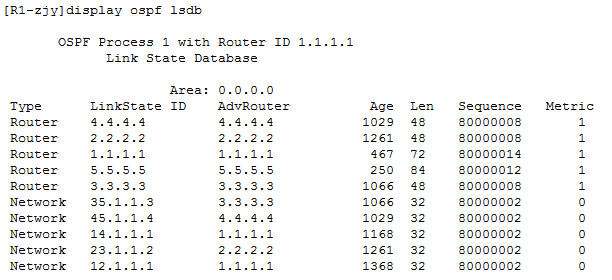 [R1-zjy]display ospf lsdb
OSPF Process 1 with Router ID 1.1.1.1
Link State Database
Area: 0.0.0.0
Type LinkState ID AdvRouter Age Len Sequence Metric
Router 4.4.4.4 4.4.4.4 1029 48 80000008 1
Router 2.2.2.2 2.2.2.2 1261 48 80000008 1
Router 1.1.1.1 1.1.1.1 467 72 80000014 1
Router 5.5.5.5 5.5.5.5 250 84 80000012 1
Router 3.3.3.3 3.3.3.3 1066 48 80000008 1
Network 35.1.1.3 3.3.3.3 1066 32 80000002 0
Network 45.1.1.4 4.4.4.4 1029 32 80000002 0
Network 14.1.1.1 1.1.1.1 1168 32 80000002 0
Network 23.1.1.2 2.2.2.2 1261 32 80000002 0
Network 12.1.1.1 1.1.1.1 1368 32 80000002 0